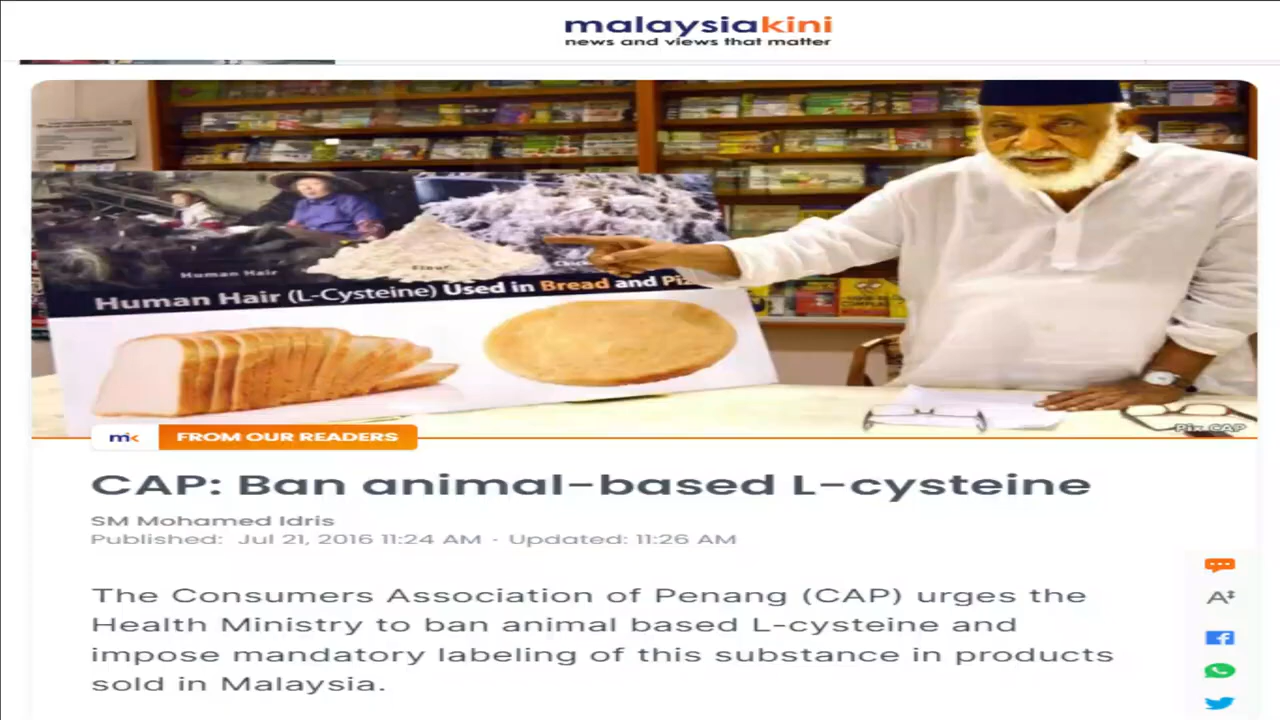 malaysiakini
news and views that matter
Human Hair
Flour
Human Hair (L-Cysteine) Used in Bread and
Pix CAP
mk FROM OUR READERS
CAP: Ban animal-based L-cysteine
SM Mohamed Idris
Published: Jul 21, 2016 11:24 AM - Updated: 11:26 AM
The Consumers Association of Penang (CAP) urges the
Health Ministry to ban animal based L-cysteine and
impose mandatory labeling of this substance in products
sold in Malaysia.